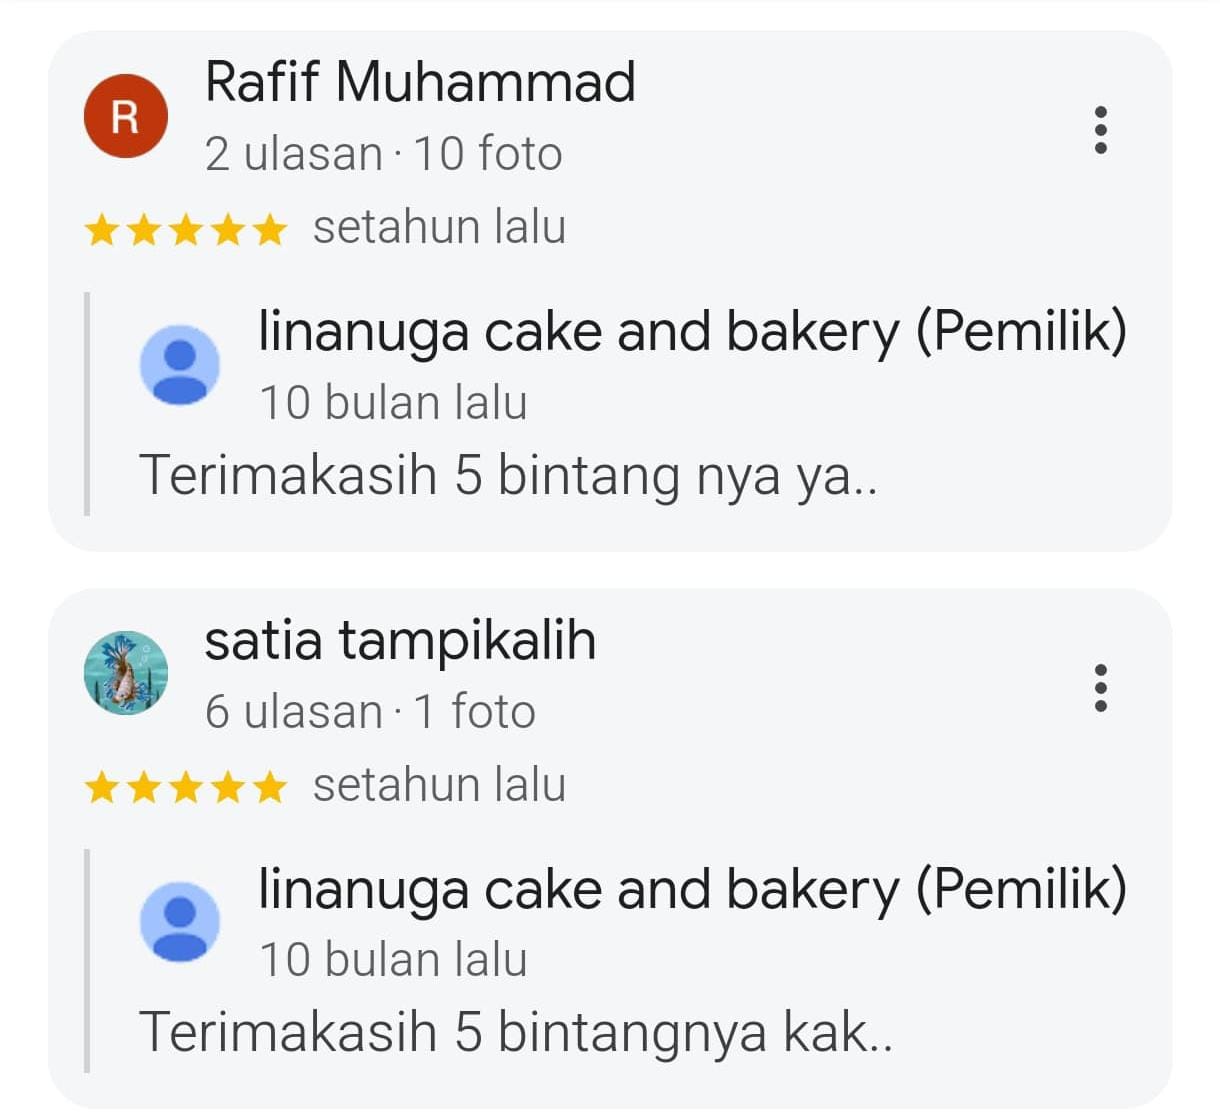 R
Rafif Muhammad
2 ulasan · 10 foto
setahun lalu
linanuga cake and bakery (Pemilik)
10 bulan lalu
Terimakasih 5 bintang nya ya..
satia tampikalih
6 ulasan · 1 foto
setahun lalu
linanuga cake and bakery (Pemilik)
10 bulan lalu
Terimakasih 5 bintangnya kak..